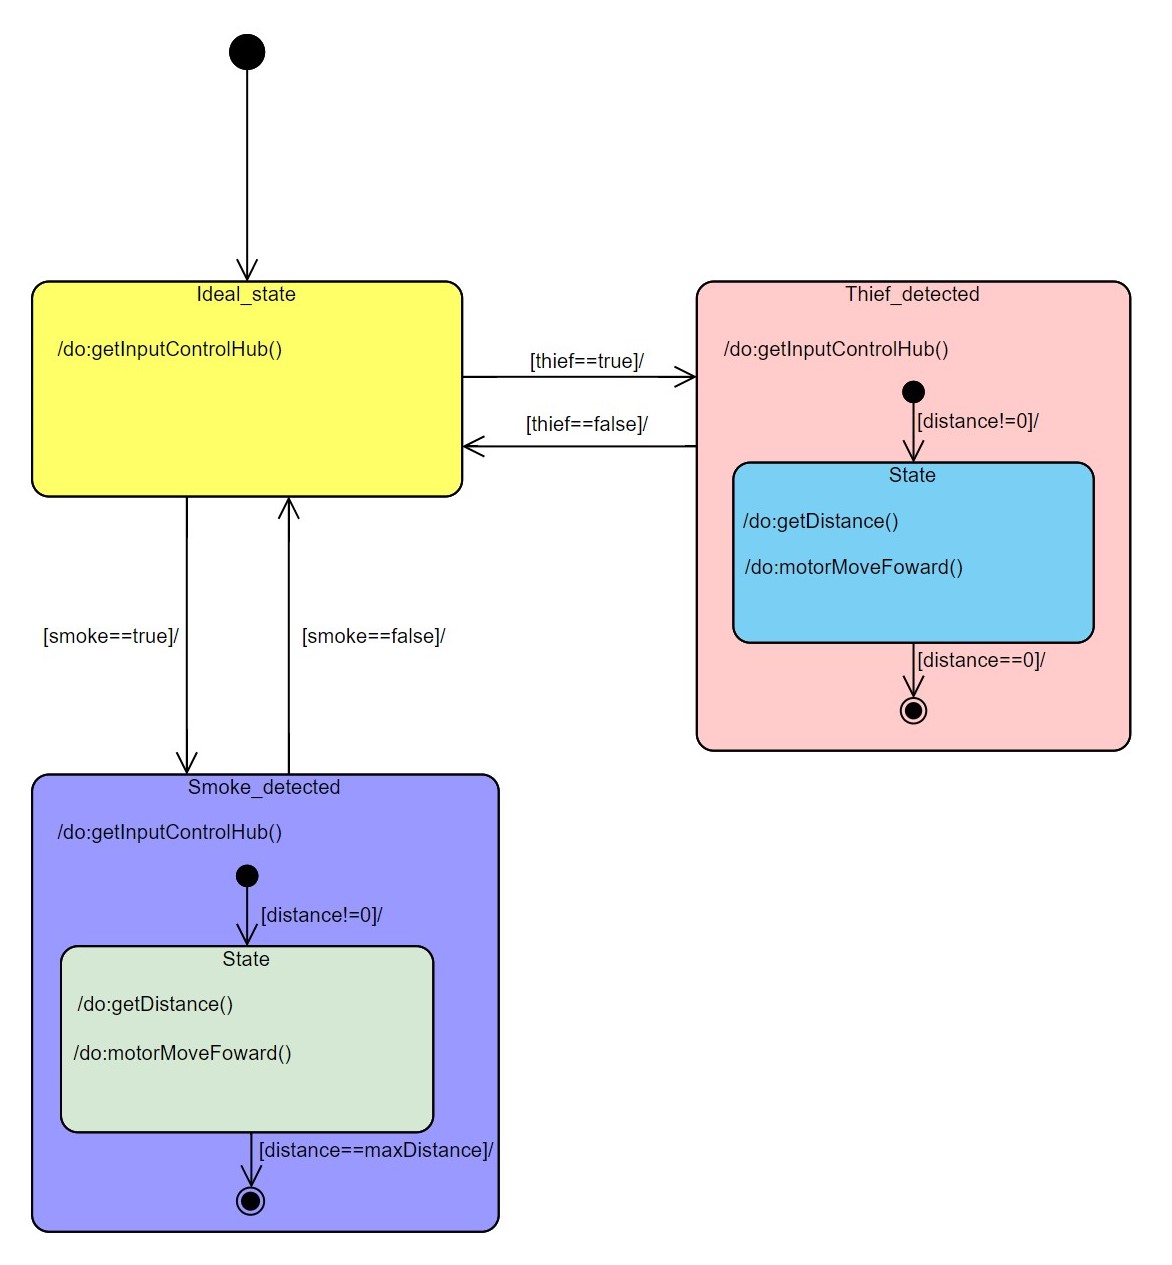 Ideal_state
/do:getInputControlHub()
[thief==true]/
[thief==false]/
Thief_detected
/do:getInputControlHub()
[distance!=0]/
State
/do:getDistance()
/do:motorMoveFoward()
[distance==0]/
[smoke==true]/
[smoke==false]/
Smoke_detected
/do:getInputControlHub()
[distance!=0]/
State
/do:getDistance()
/do:motorMoveFoward()
[distance==maxDistance]/